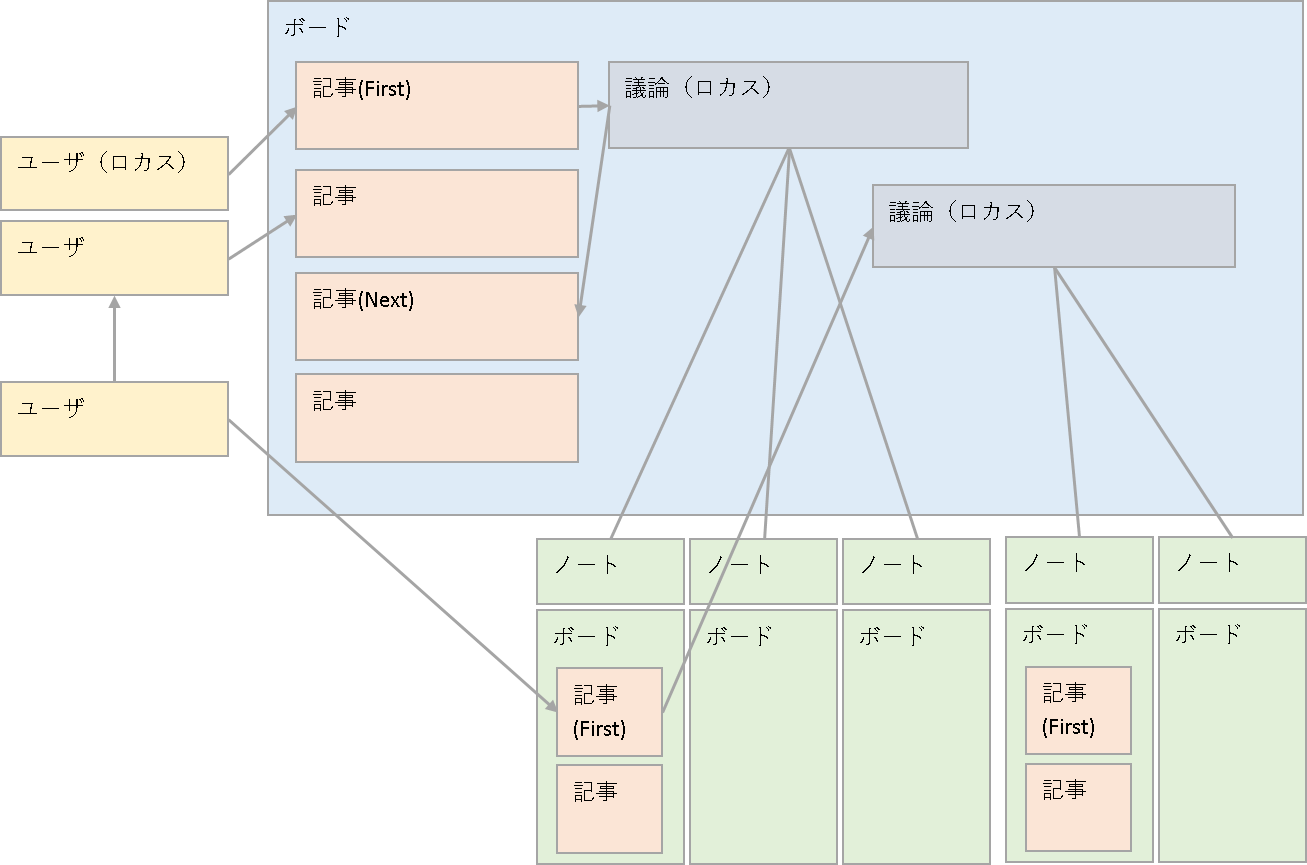 ボード
記事(First)
議論（ロカス）
ユーザ（ロカス）
記事
議論（ロカス）
ユーザ
記事(Next)
記事
ユーザ
ノート
ノート
ノート
ノート
ノート
ボード
ボード
ボード
ボード
ボード
記事
(First)
記事
(First)
記事
記事